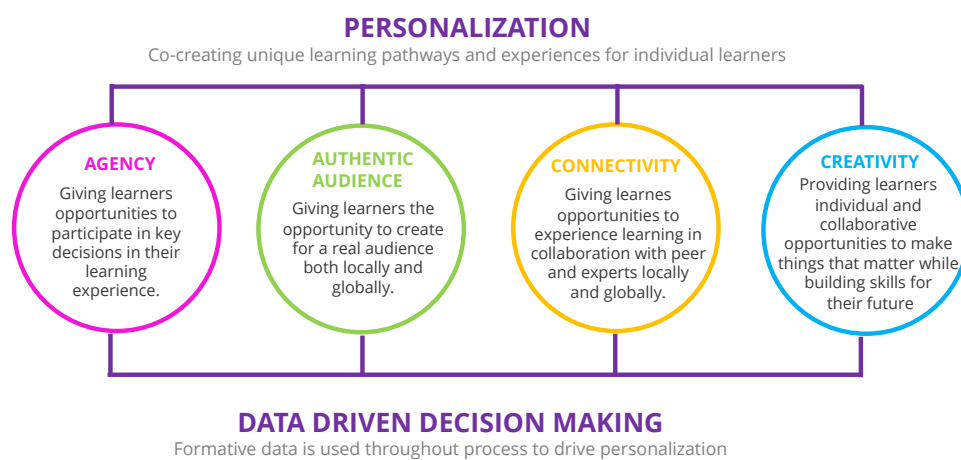 PERSONALIZATION
Co-creating unique learning pathways and experiences for individual learners
AGENCY
Giving learners
opportunities to
participate in key
decisions in their
learning
experience.
AUTHENTIC
AUDIENCE
Giving learners the
opportunity to create
for a real audience
both locally and
globally.
CONNECTIVITY
Giving learnes
opportunities to
experience learning in
collaboration with peer
and experts locally
and globally.
CREATIVITY
Providing learners
individual and
collaborative
opportunities to make
things that matter while
building skills for
their future
DATA DRIVEN DECISION MAKING
Formative data is used throughout process to drive personalization